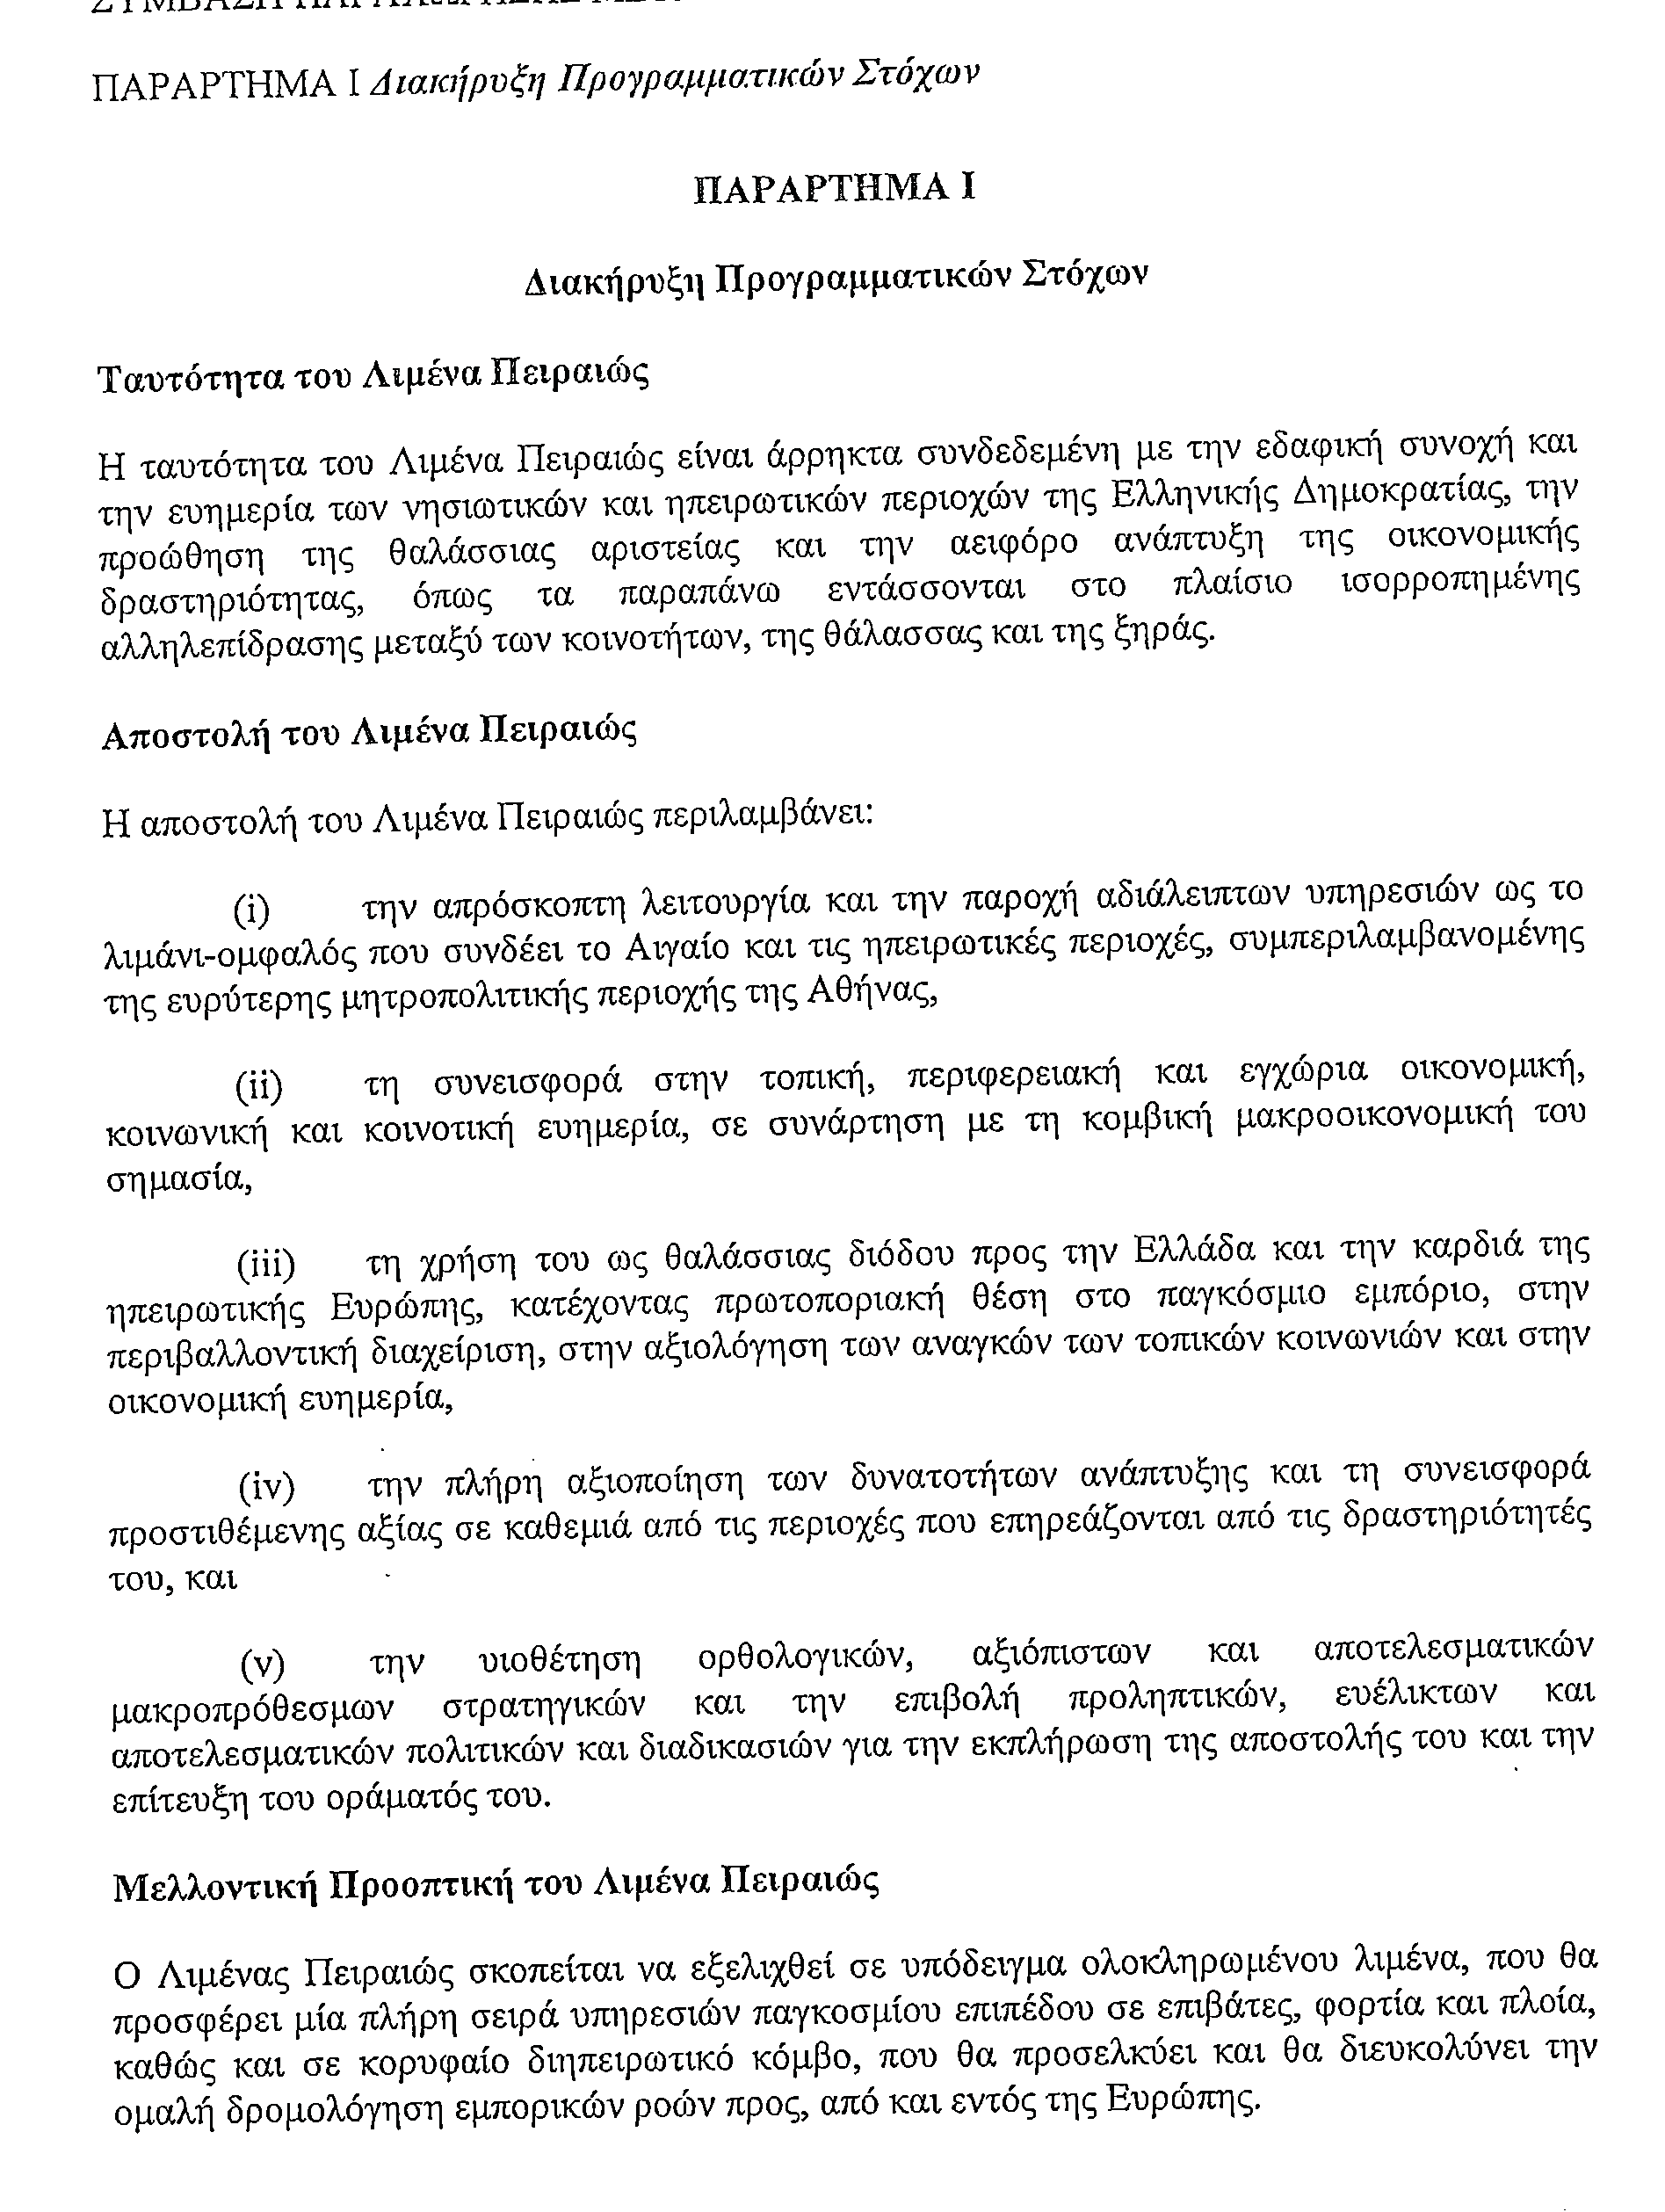 ΠΑΡΑΡΤΗΜΑ Ι Διακήρυξη Προγραμματικών Στόχων
ΠΑΡΑΡΤΗΜΑ Ι
Διακήρυξη Προγραμματικών Στόχων
Ταυτότητα του Λιμένα Πειραιώς
Η ταυτότητα του Λιμένα Πειραιώς είναι άρρηκτα συνδεδεμένη με την εδαφική συνοχή και
την ευημερία των νησιωτικών και ηπειρωτικών περιοχών της Ελληνικής Δημοκρατίας, την
προώθηση της θαλάσσιας αριστείας και την αειφόρο ανάπτυξη της οικονομικής
δραστηριότητας, όπως τα παραπάνω εντάσσονται στο πλαίσιο ισορροπημένης
αλληλεπίδρασης μεταξύ των κοινοτήτων, της θάλασσας και της ξηράς.
Αποστολή του Λιμένα Πειραιώς
Η αποστολή του Λιμένα Πειραιώς περιλαμβάνει:
(i) την απρόσκοπτη λειτουργία και την παροχή αδιάλειπτων υπηρεσιών ως το
λιμάνι-ομφαλός που συνδέει το Αιγαίο και τις ηπειρωτικές περιοχές, συμπεριλαμβανομένης
της ευρύτερης μητροπολιτικής περιοχής της Αθήνας,
(ii) τη συνεισφορά στην τοπική, περιφερειακή και εγχώρια οικονομική,
κοινωνική και κοινοτική ευημερία, σε συνάρτηση με τη κομβική μακροοικονομική του
σημασία,
(iii) τη χρήση του ως θαλάσσιας διόδου προς την Ελλάδα και την καρδιά της
ηπειρωτικής Ευρώπης, κατέχοντας πρωτοποριακή θέση στο παγκόσμιο εμπόριο, στην
περιβαλλοντική διαχείριση, στην αξιολόγηση των αναγκών των τοπικών κοινωνιών και στην
οικονομική ευημερία,
(iv) την πλήρη αξιοποίηση των δυνατοτήτων ανάπτυξης και τη συνεισφορά
προστιθέμενης αξίας σε καθεμιά από τις περιοχές που επηρεάζονται από τις δραστηριότητές
του, και
(v) την υιοθέτηση ορθολογικών, αξιόπιστων και αποτελεσματικών
μακροπρόθεσμων στρατηγικών και την επιβολή προληπτικών, ευέλικτων και
αποτελεσματικών πολιτικών και διαδικασιών για την εκπλήρωση της αποστολής του και την
επίτευξη του οράματός του.
Μελλοντική Προοπτική του Λιμένα Πειραιώς
Ο Λιμένας Πειραιώς σκοπείται να εξελιχθεί σε υπόδειγμα ολοκληρωμένου λιμένα, που θα
προσφέρει μία πλήρη σειρά υπηρεσιών παγκοσμίου επιπέδου σε επιβάτες, φορτία και πλοία,
καθώς και σε κορυφαίο διηπειρωτικό κόμβο, που θα προσελκύει και θα διευκολύνει την
ομαλή δρομολόγηση εμπορικών ροών προς, από και εντός της Ευρώπης.